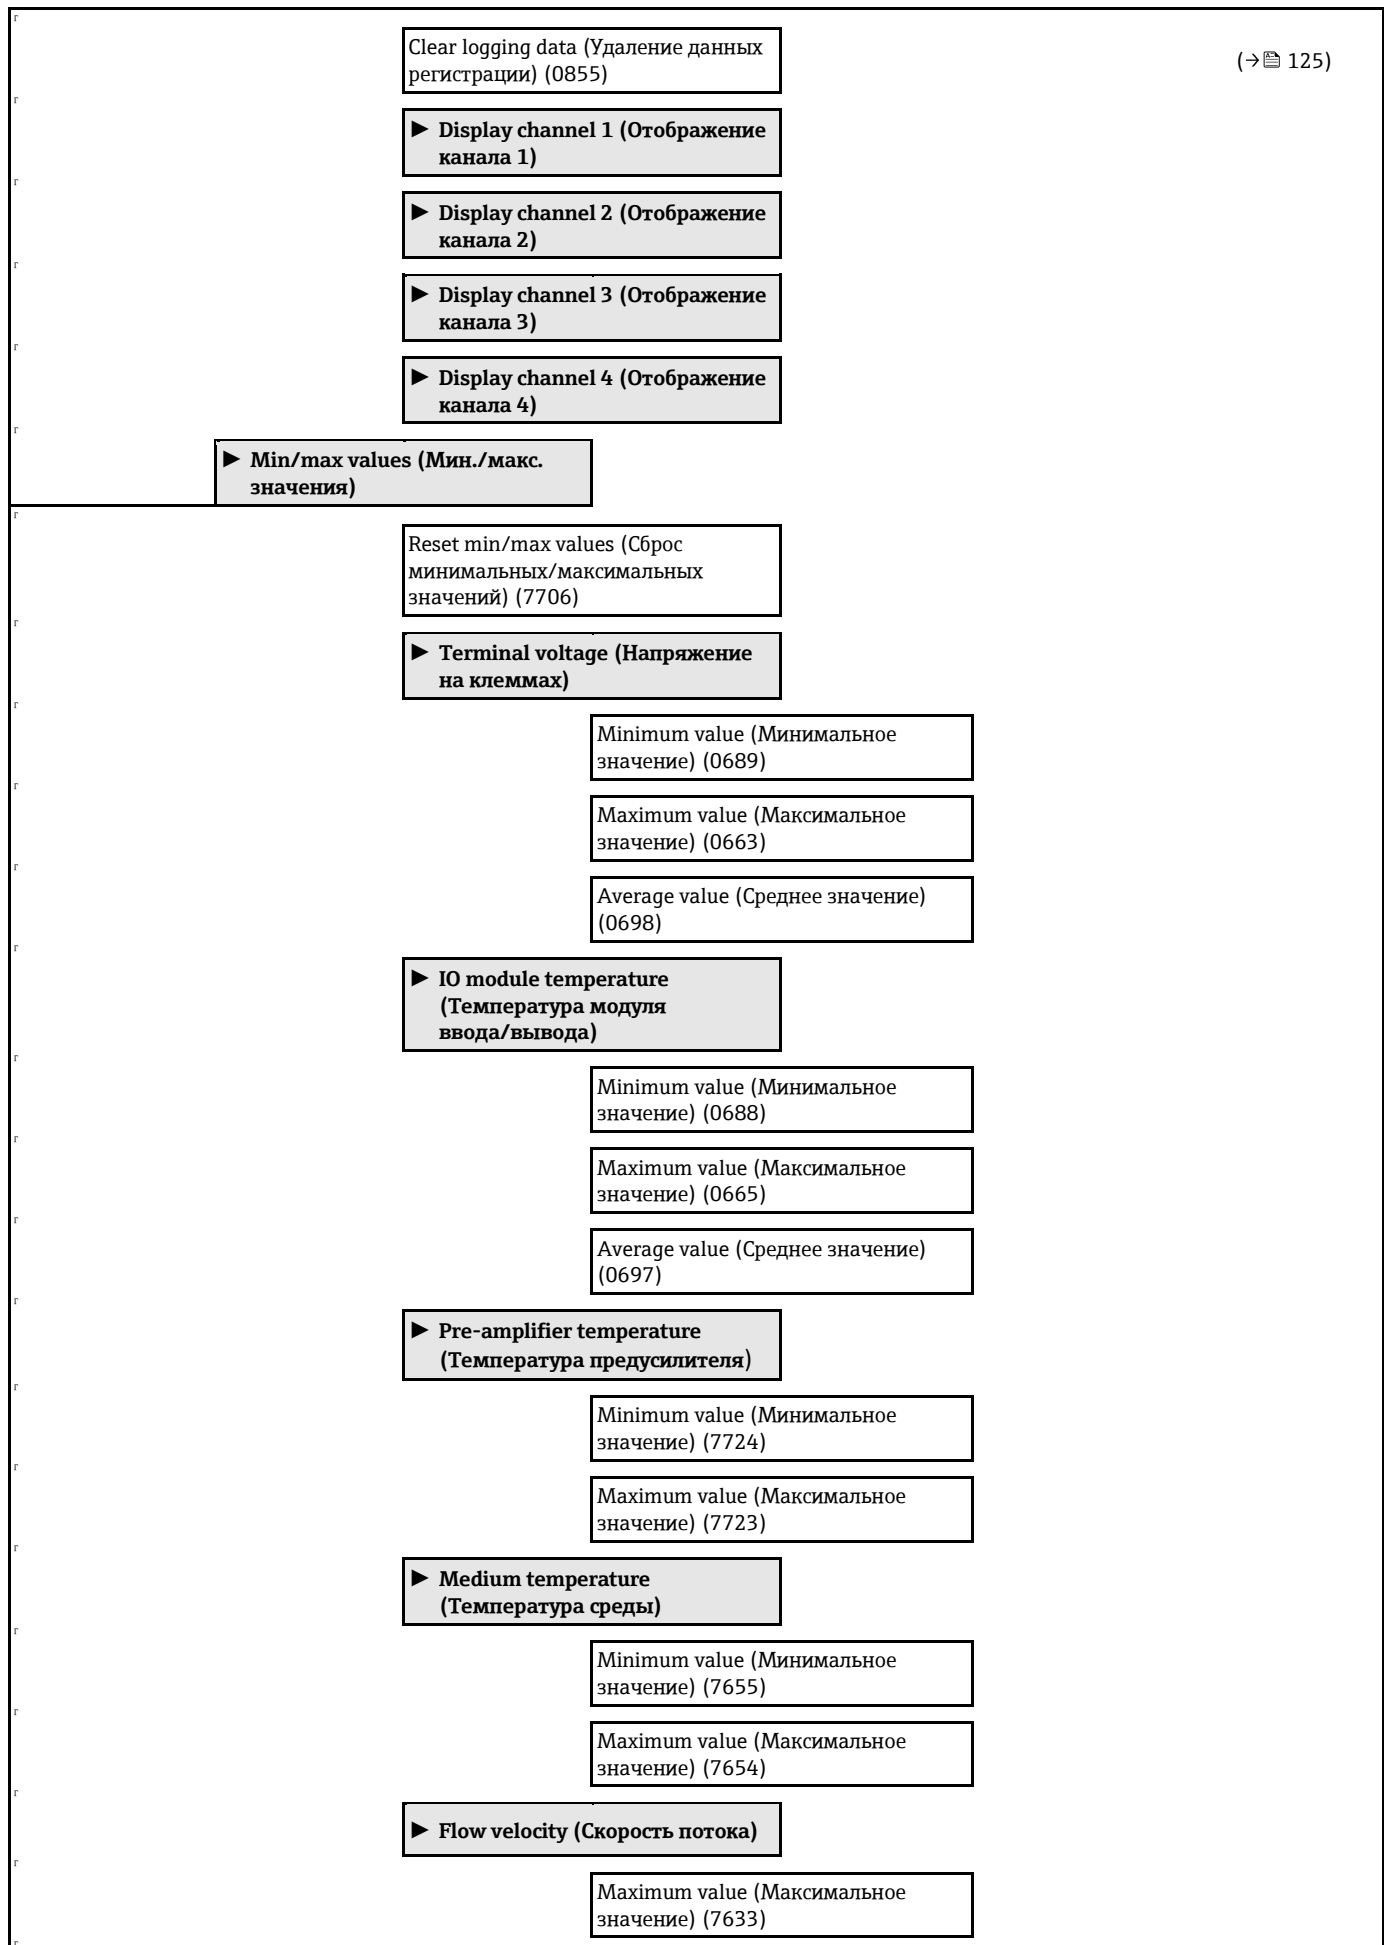 Clear logging data (Удаление данных
регистрации) (0855)
(→ 125)
► Display channel 1 (Отображение
канала 1)
► Display channel 2 (Отображение
канала 2)
► Display channel 3 (Отображение
канала 3)
► Display channel 4 (Отображение
канала 4)
► Min/max values (Мин./макс.
значения)
Reset min/max values (Сброс
минимальных/максимальных
значений) (7706)
► Terminal voltage (Напряжение
на клеммах)
Minimum value (Минимальное
значение) (0689)
Maximum value (Максимальное
значение) (0663)
Average value (Среднее значение)
(0698)
► IO module temperature
(Температура модуля
ввода/вывода)
Minimum value (Минимальное
значение) (0688)
Maximum value (Максимальное
значение) (0665)
Average value (Среднее значение)
(0697)
► Pre-amplifier temperature
(Температура предусилителя)
Minimum value (Минимальное
значение) (7724)
Maximum value (Максимальное
значение) (7723)
► Medium temperature
(Температура среды)
Minimum value (Минимальное
значение) (7655)
Maximum value (Максимальное
значение) (7654)
► Flow velocity (Скорость потока)
Maximum value (Максимальное
значение) (7633)